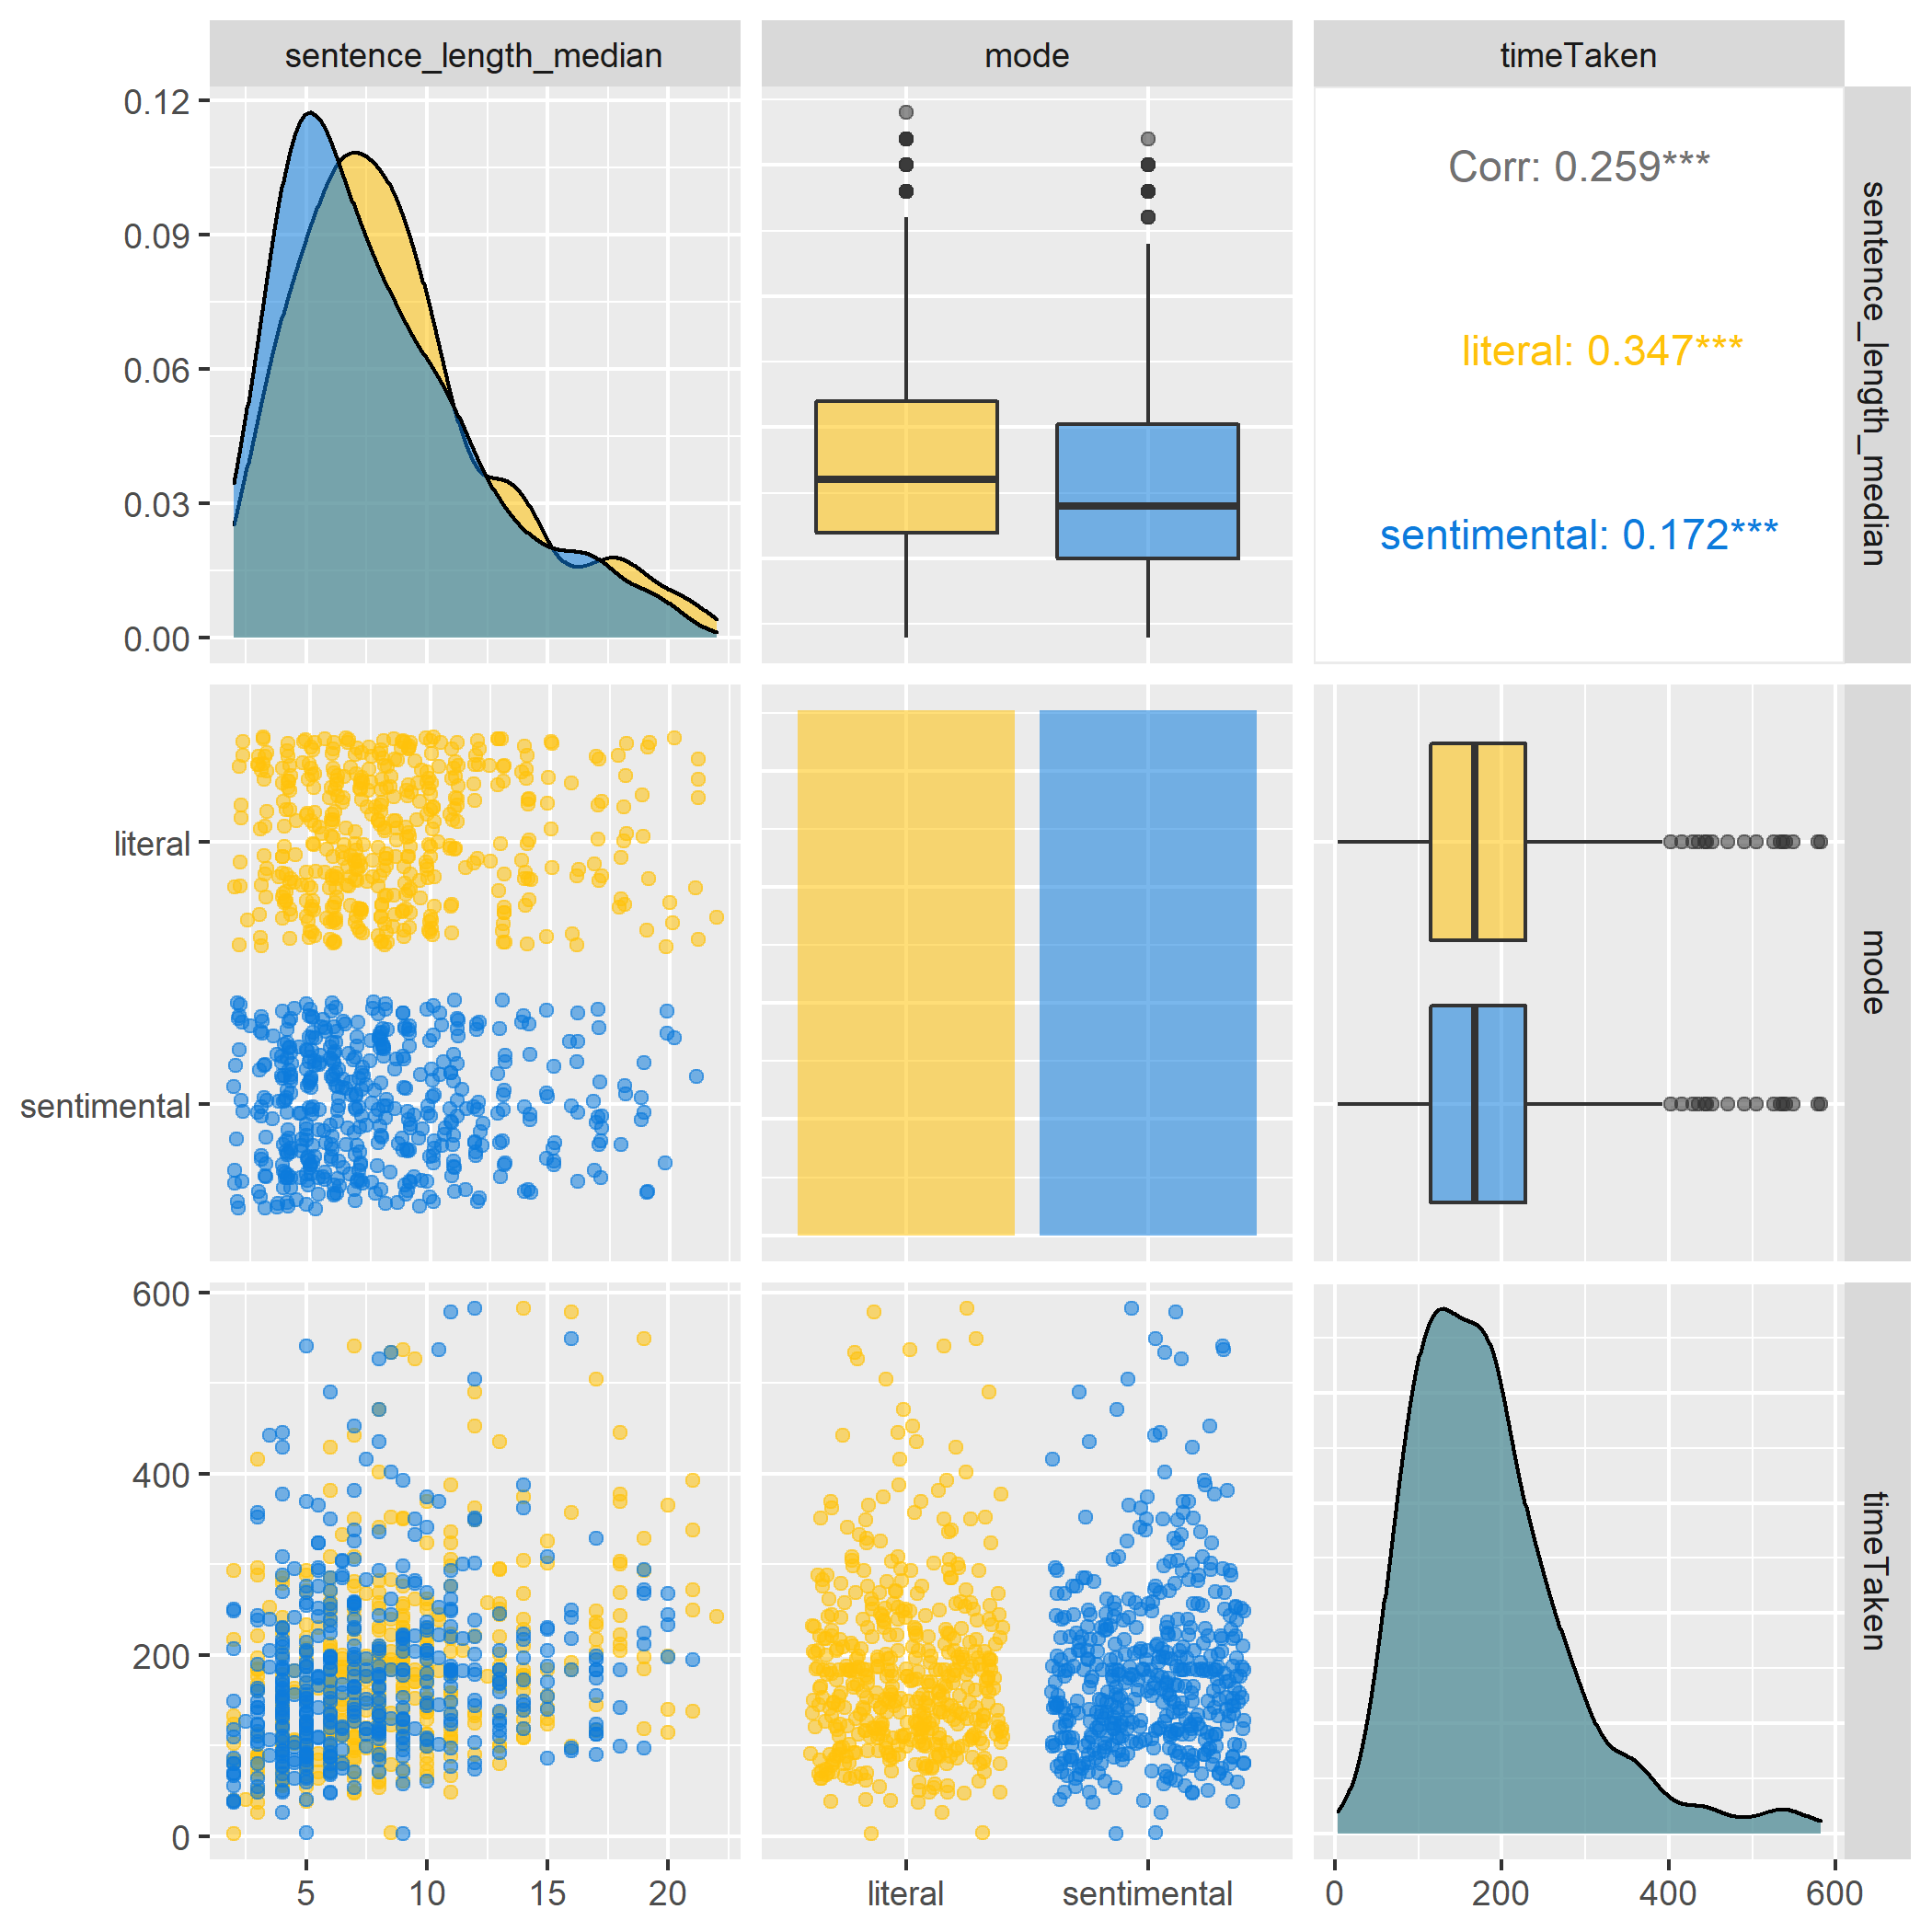 sentence_length_median
mode
timeTaken
0.12
0.09
0.06
0.03
0.00
Corr: 0.259***
literal: 0.347***
sentimental: 0.172***
sentence_length_median
literal
sentimental
mode
600
400
200
0
timeTaken
5
10
15
20
literal
sentimental
0
200
400
600